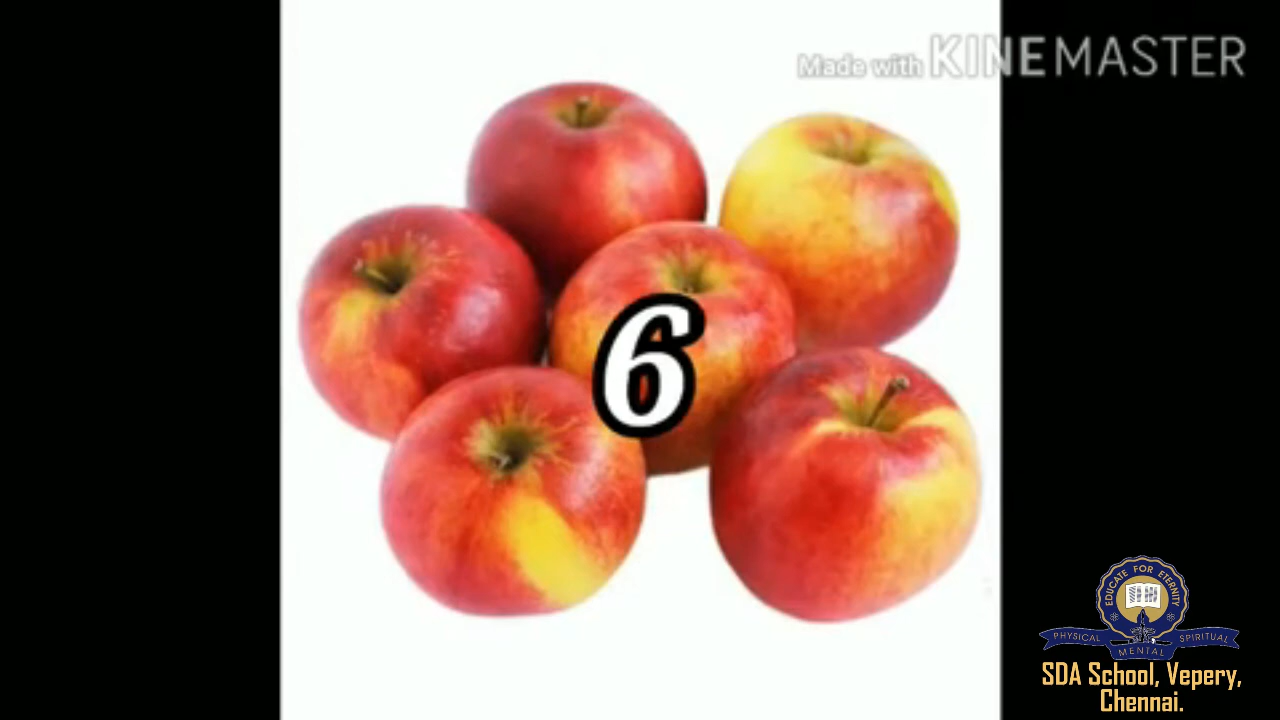 Made with KINEMASTER
6
EDUCATE FOR ETERNITY
PHYSICAL MENTAL SPIRITUAL
SDA School, Vepery,
Chennai.